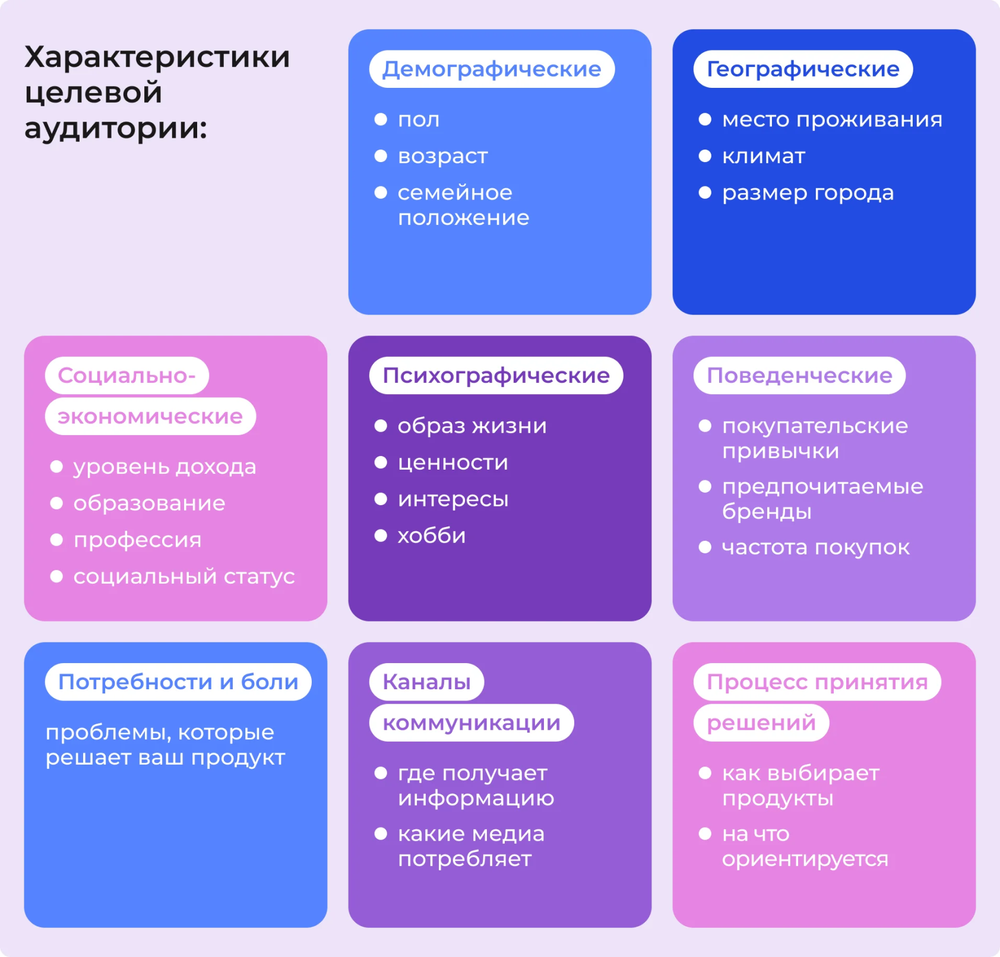 Характеристики
целевой
аудитории:
Демографические
пол
возраст
семейное
положение
Географические
место проживания
климат
размер города
Социально-
экономические
уровень дохода
образование
профессия
социальный статус
Психографические
образ жизни
ценности
интересы
хобби
Поведенческие
покупательские
привычки
предпочитаемые
бренды
частота покупок
Потребности и боли
проблемы, которые
решает ваш продукт
Каналы
коммуникации
где получает
информацию
какие медиа
потребляет
Процесс принятия
решений
как выбирает
продукты
на что
ориентируется